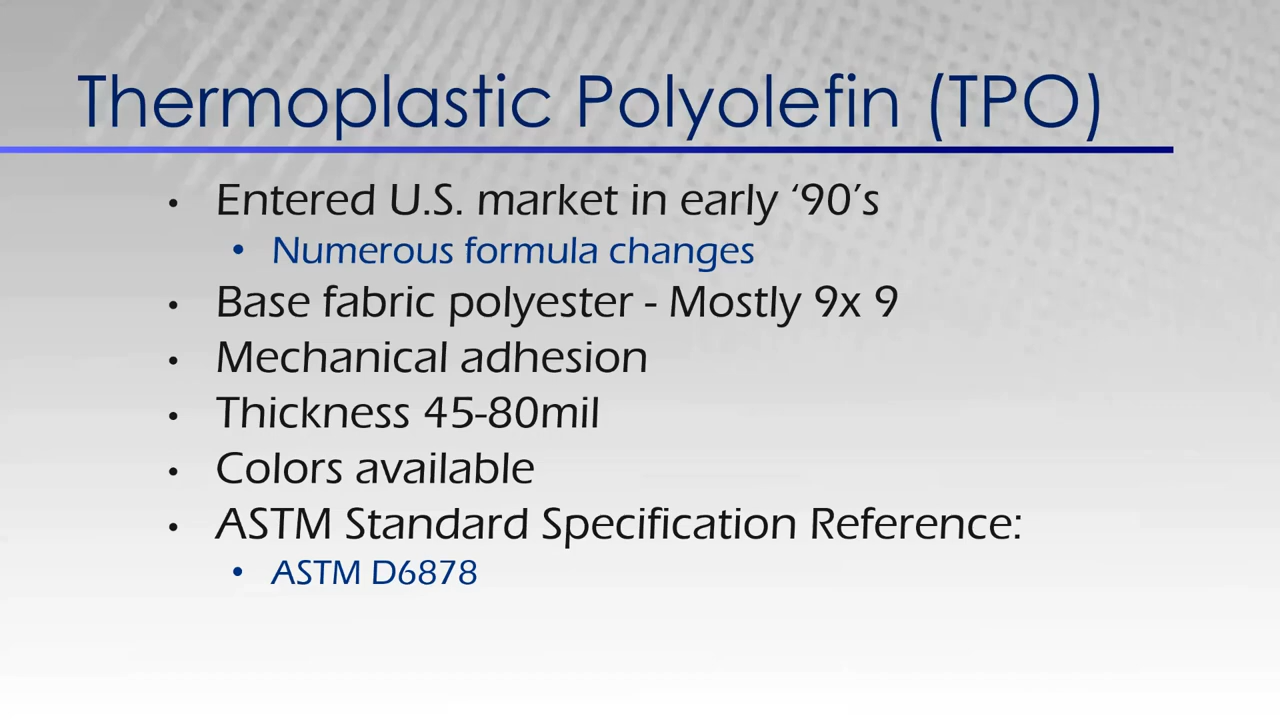 Thermoplastic Polyolefin (TPO)
• Entered U.S. market in early ‘90’s
• Numerous formula changes
• Base fabric polyester - Mostly 9x 9
• Mechanical adhesion
• Thickness 45-80mil
• Colors available
• ASTM Standard Specification Reference:
• ASTM D6878